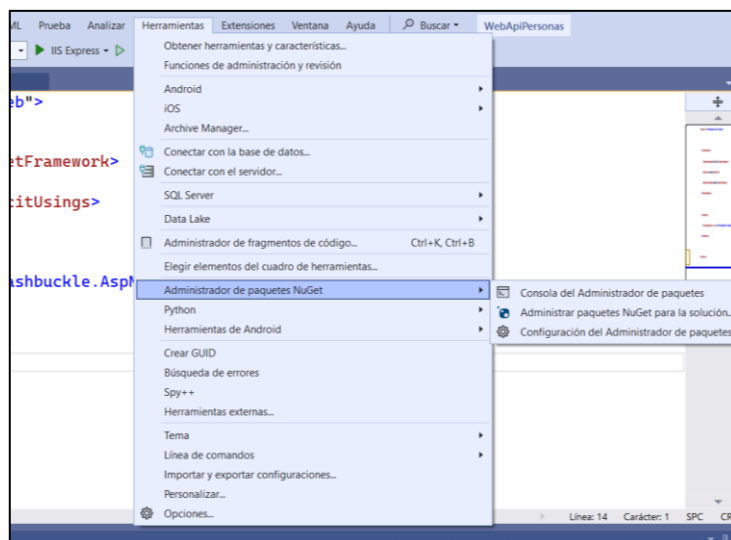 ML Prueba Analizar Herramientas Extensiones Ventana Ayuda Buscar WebApiPersonas
IIS Express
Obtener herramientas y características...
Funciones de administración y revisión
Android
iOS
Archive Manager...
Conectar con la base de datos...
Conectar con el servidor...
SQL Server
Data Lake
Administrador de fragmentos de código... Ctrl+K, Ctrl+B
Elegir elementos del cuadro de herramientas...
Administrador de paquetes NuGet
Python
Herramientas de Android
Crear GUID
Búsqueda de errores
Spy++
Herramientas externas...
Tema
Línea de comandos
Importar y exportar configuraciones...
Personalizar...
Opciones...
Consola del Administrador de paquetes
Administrar paquetes NuGet para la solución...
Configuración del Administrador de paquetes
eb">
etFramework>
citUsings>
ashbuckle.AspN
Línea: 14 Carácter: 1 SPC CR